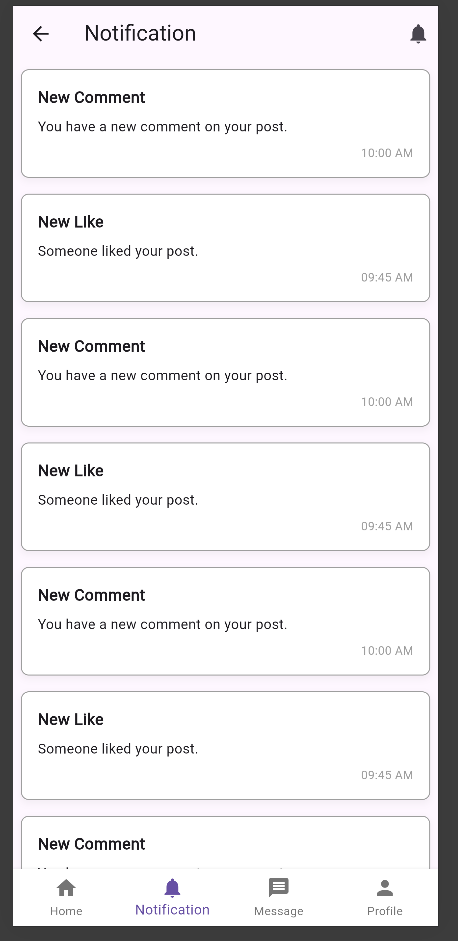 Notification
New Comment
You have a new comment on your post.
10:00 AM
New Like
Someone liked your post.
09:45 AM
New Comment
You have a new comment on your post.
10:00 AM
New Like
Someone liked your post.
09:45 AM
New Comment
You have a new comment on your post.
10:00 AM
New Like
Someone liked your post.
09:45 AM
New Comment
Home
Notification
Message
Profile